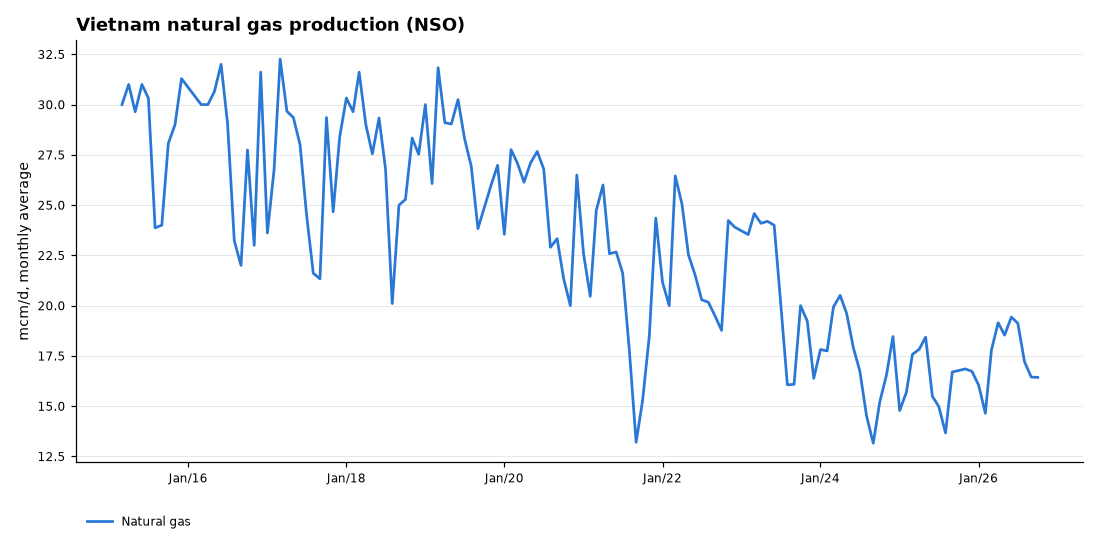 Vietnam natural gas production (NSO)
mcm/d, monthly average
32.5
30.0
27.5
25.0
22.5
20.0
17.5
15.0
12.5
Jan/16 Jan/18 Jan/20 Jan/22 Jan/24 Jan/26
Natural gas